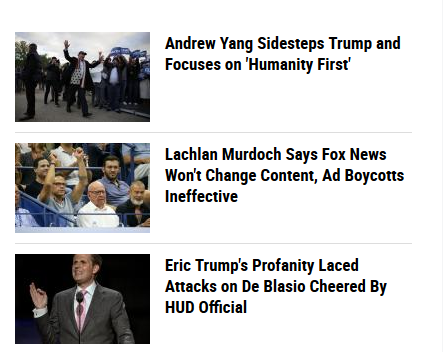 Andrew Yang Sidesteps Trump and
Focuses on 'Humanity First'
Lachlan Murdoch Says Fox News
Won't Change Content, Ad Boycotts
Ineffective
Eric Trump's Profanity Laced
Attacks on De Blasio Cheered By
HUD Official